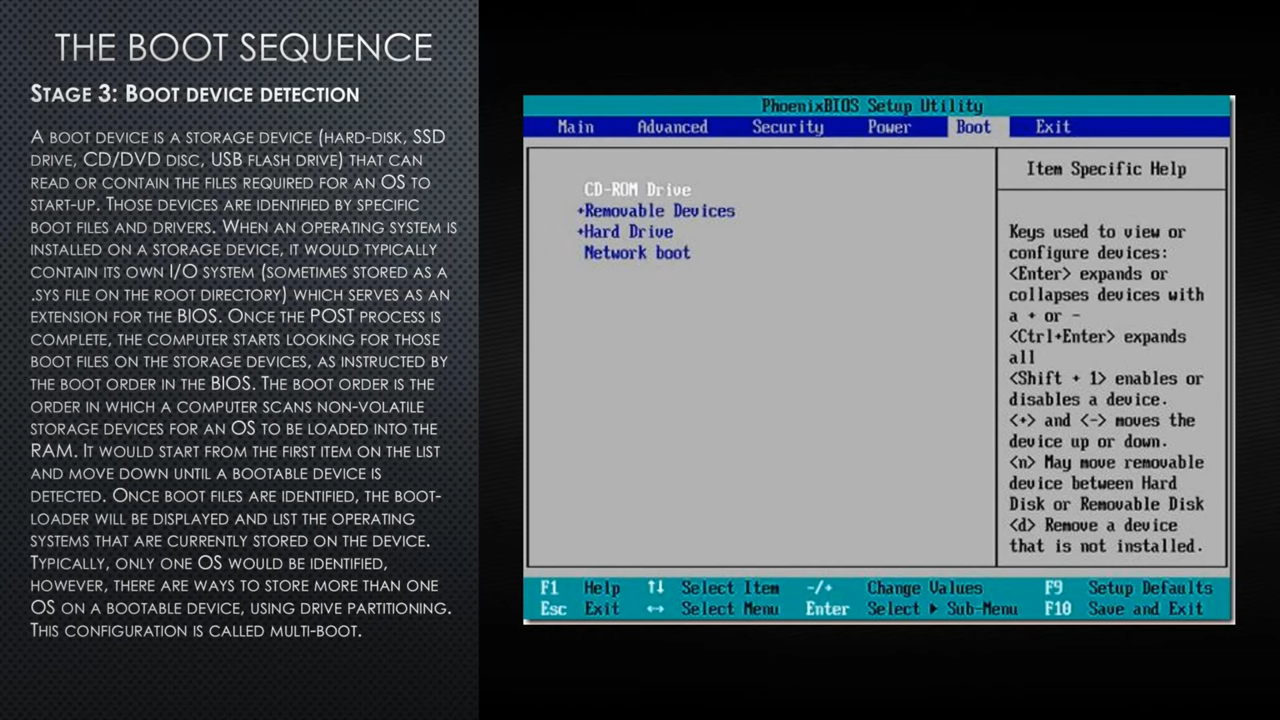 THE BOOT SEQUENCE
STAGE 3: BOOT DEVICE DETECTION
A BOOT DEVICE IS A STORAGE DEVICE (HARD-DISK, SSD
DRIVE, CD/DVD DISC, USB FLASH DRIVE) THAT CAN
READ OR CONTAIN THE FILES REQUIRED FOR AN OS TO
START-UP. THOSE DEVICES ARE IDENTIFIED BY SPECIFIC
BOOT FILES AND DRIVERS. WHEN AN OPERATING SYSTEM IS
INSTALLED ON A STORAGE DEVICE, IT WOULD TYPICALLY
CONTAIN ITS OWN I/O SYSTEM (SOMETIMES STORED AS A
.SYS FILE ON THE ROOT DIRECTORY) WHICH SERVES AS AN
EXTENSION FOR THE BIOS. ONCE THE POST PROCESS IS
COMPLETE, THE COMPUTER STARTS LOOKING FOR THOSE
BOOT FILES ON THE STORAGE DEVICES, AS INSTRUCTED BY
THE BOOT ORDER IN THE BIOS. THE BOOT ORDER IS THE
ORDER IN WHICH A COMPUTER SCANS NON-VOLATILE
STORAGE DEVICES FOR AN OS TO BE LOADED INTO THE
RAM. IT WOULD START FROM THE FIRST ITEM ON THE LIST
AND MOVE DOWN UNTIL A BOOTABLE DEVICE IS
DETECTED. ONCE BOOT FILES ARE IDENTIFIED, THE BOOT-
LOADER WILL BE DISPLAYED AND LIST THE OPERATING
SYSTEMS THAT ARE CURRENTLY STORED ON THE DEVICE.
TYPICALLY, ONLY ONE OS WOULD BE IDENTIFIED,
HOWEVER, THERE ARE WAYS TO STORE MORE THAN ONE
OS ON A BOOTABLE DEVICE, USING DRIVE PARTITIONING.
THIS CONFIGURATION IS CALLED MULTI-BOOT.
PhoenixBIOS Setup Utility
Main Advanced Security Power Boot Exit
CD-ROM Drive
+Removable Devices
+Hard Drive
Network boot
Item Specific Help
Keys used to view or
configure devices:
<Enter> expands or
collapses devices with
a + or -
<Ctrl+Enter> expands
all
<Shift + 1> enables or
disables a device.
<+> and <-> moves the
device up or down.
<n> May move removable
device between Hard
Disk or Removable Disk
<d> Remove a device
that is not installed.
F1 Help ↑↓ Select Item -/+ Change Values F9 Setup Defaults
Esc Exit ↔ Select Menu Enter Select ▶ Sub-Menu F10 Save and Exit